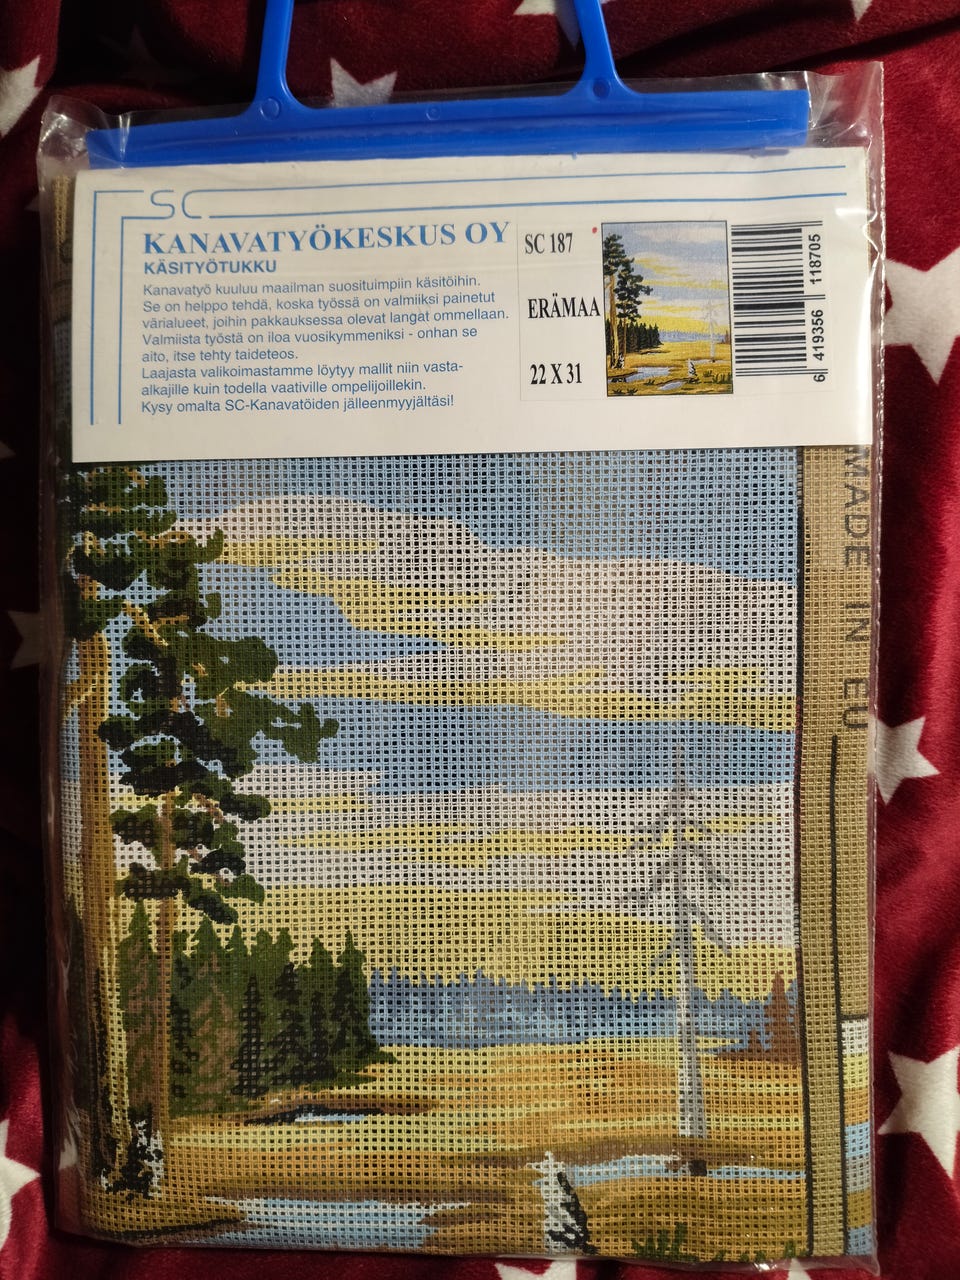 SC
KANAVATYÖKESKUS OY
KÄSITYÖTUKKU
Kanavatyö kuuluu maailman suosituimpiin käsitöihin.
Se on helppo tehdä, koska työssä on valmiiksi painetut
värialueet, joihin pakkauksessa olevat langat ommellaan.
Valmiista työstä on iloa vuosikymmeniksi - onhan se
aito, itse tehty taideteos.
Laajasta valikoimastamme löytyy mallit niin vasta-
alkajille kuin todella vaativille ompelijoillekin.
Kysy omalta SC-Kanavatöiden jälleenmyyjältäsi!
SC 187
ERÄMAA
22 X 31
6 419356 118705
MADE IN EU